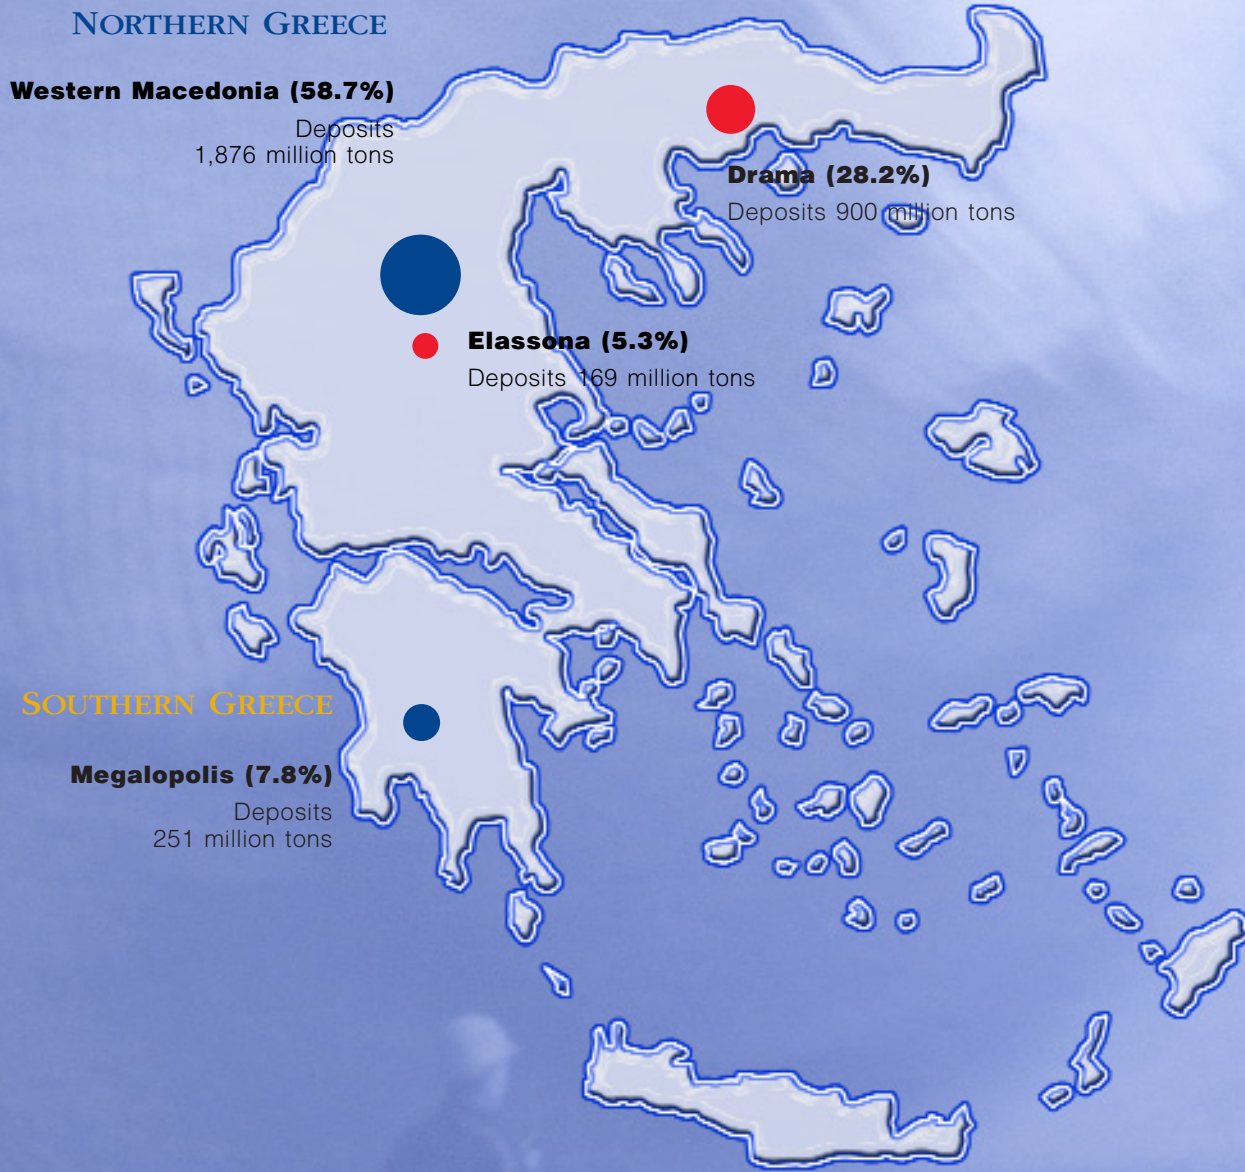 NORTHERN GREECE
Western Macedonia (58.7%)
Deposits
1,876 million tons
Drama (28.2%)
Deposits 900 million tons
Elassona (5.3%)
Deposits 169 million tons
SOUTHERN GREECE
Megalopolis (7.8%)
Deposits
251 million tons